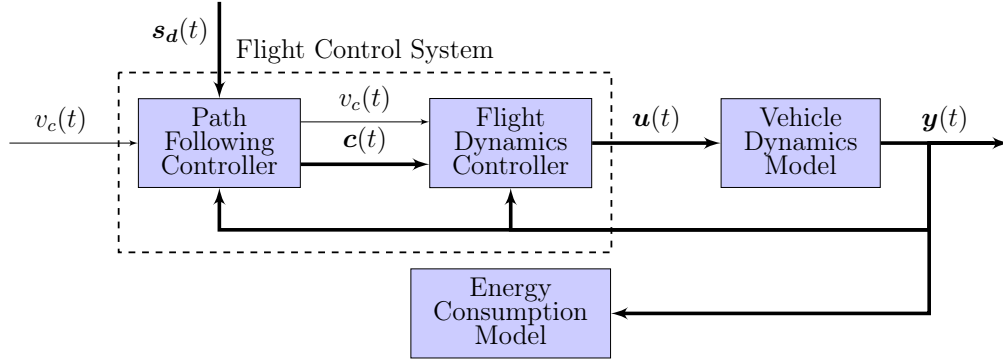 s_d(t)
Flight Control System
v_c(t)
Path
Following
Controller
v_c(t)
c(t)
Flight
Dynamics
Controller
u(t)
Vehicle
Dynamics
Model
y(t)
Energy
Consumption
Model